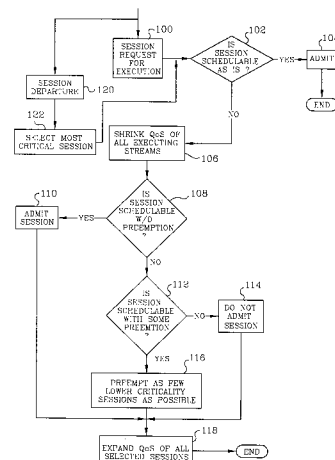 100
102
SESSION
REQUEST
FOR
EXECUTION
IS
SESSION
SCHEDULABLE
AS IS ?
YES
104
ADMIT
END
NO
SESSION
DEPARTURE
120
122
SELECT MOST
CRITICAL SESSION
SHRINK QoS OF
ALL EXECUTING
STREAMS
106
108
IS
SESSION
SCHEDULABLE
W/O
PREEMPTION
?
YES
110
ADMIT
SESSION
NO
112
IS
SESSION
SCHEDULABLE
WITH SOME
PREEMTION
?
NO
114
DO NOT
ADMIT
SESSION
YES
116
PREEMPT AS FEW
LOWER CRITICALITY
SESSIONS AS POSSIBLE
118
EXPAND QoS OF ALL
SELECTED SESSIONS
END